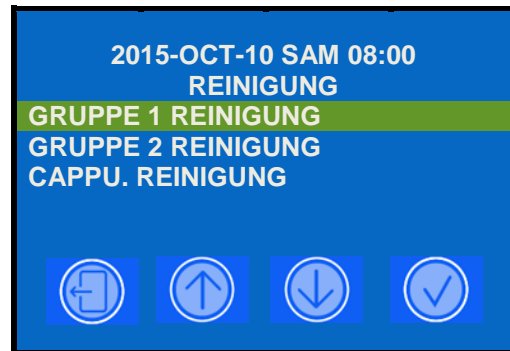 2015-OCT-10 SAM 08:00
REINIGUNG
GRUPPE 1 REINIGUNG
GRUPPE 2 REINIGUNG
CAPPU. REINIGUNG